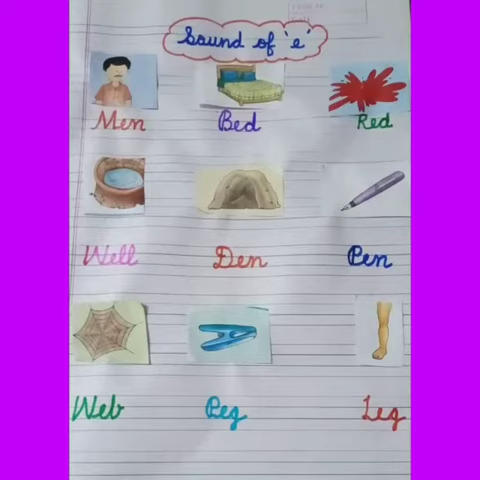 Sound of 'e'
Men Bed Red
Well Den Pen
Web Peg Leg